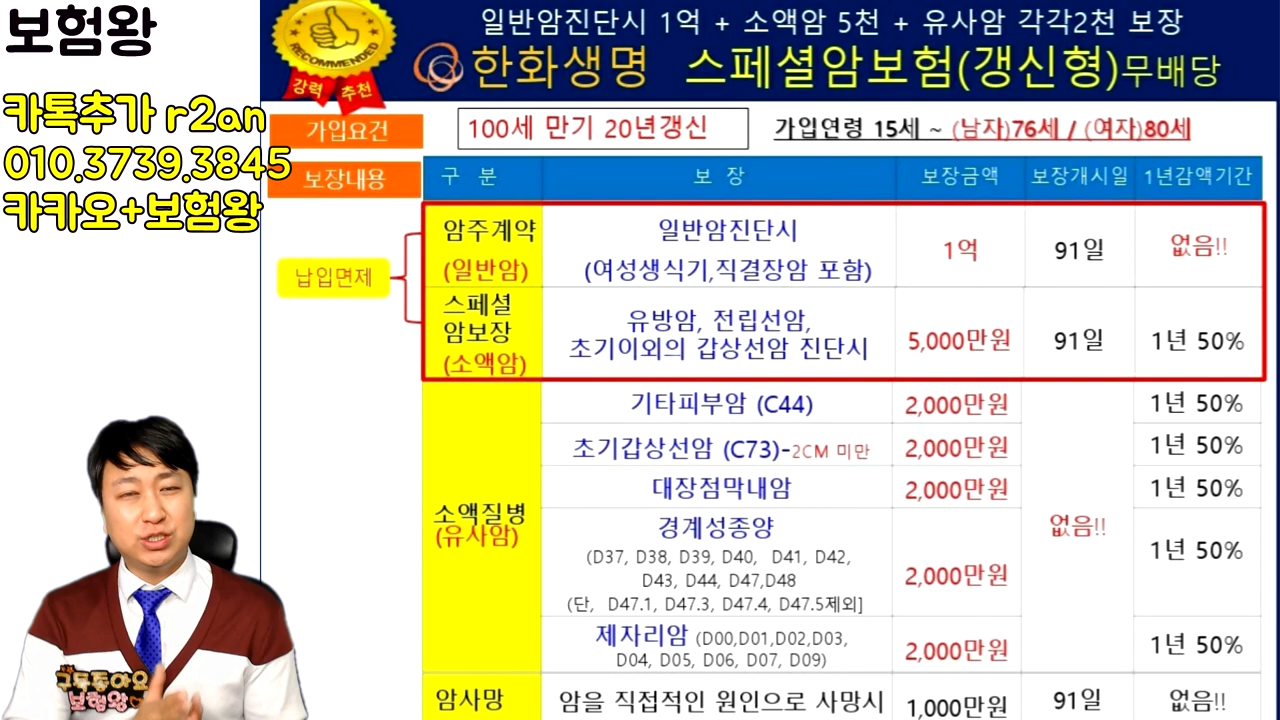 보험왕
카톡추가 r2an
010.3739.3845
카카오+보험왕
RECOMMENDED
강력 추천
일반암진단시 1억 + 소액암 5천 + 유사암 각각2천 보장
한화생명 스페셜암보험(갱신형)무배당
가입요건
100세 만기 20년갱신
가입연령 15세 ~ (남자)76세 / (여자)80세
보장내용
구 분 보 장 보장금액 보장개시일 1년감액기간
납입면제
암주계약
(일반암)
일반암진단시
(여성생식기,직결장암 포함)
1억 91일 없음!!
스페셜
암보장
(소액암)
유방암, 전립선암,
초기이외의 갑상선암 진단시
5,000만원 91일 1년 50%
소액질병
(유사암)
기타피부암 (C44) 2,000만원 1년 50%
초기갑상선암 (C73)-2CM 미만 2,000만원 1년 50%
대장점막내암 2,000만원 1년 50%
없음!!
경계성종양
(D37, D38, D39, D40, D41, D42,
D43, D44, D47,D48
(단, D47.1, D47.3, D47.4, D47.5제외]
2,000만원 1년 50%
제자리암 (D00,D01,D02,D03,
D04, D05, D06, D07, D09)
2,000만원 1년 50%
암사망 암을 직접적인 원인으로 사망시 1,000만원 91일 없음!!
구독좋아요
보험왕